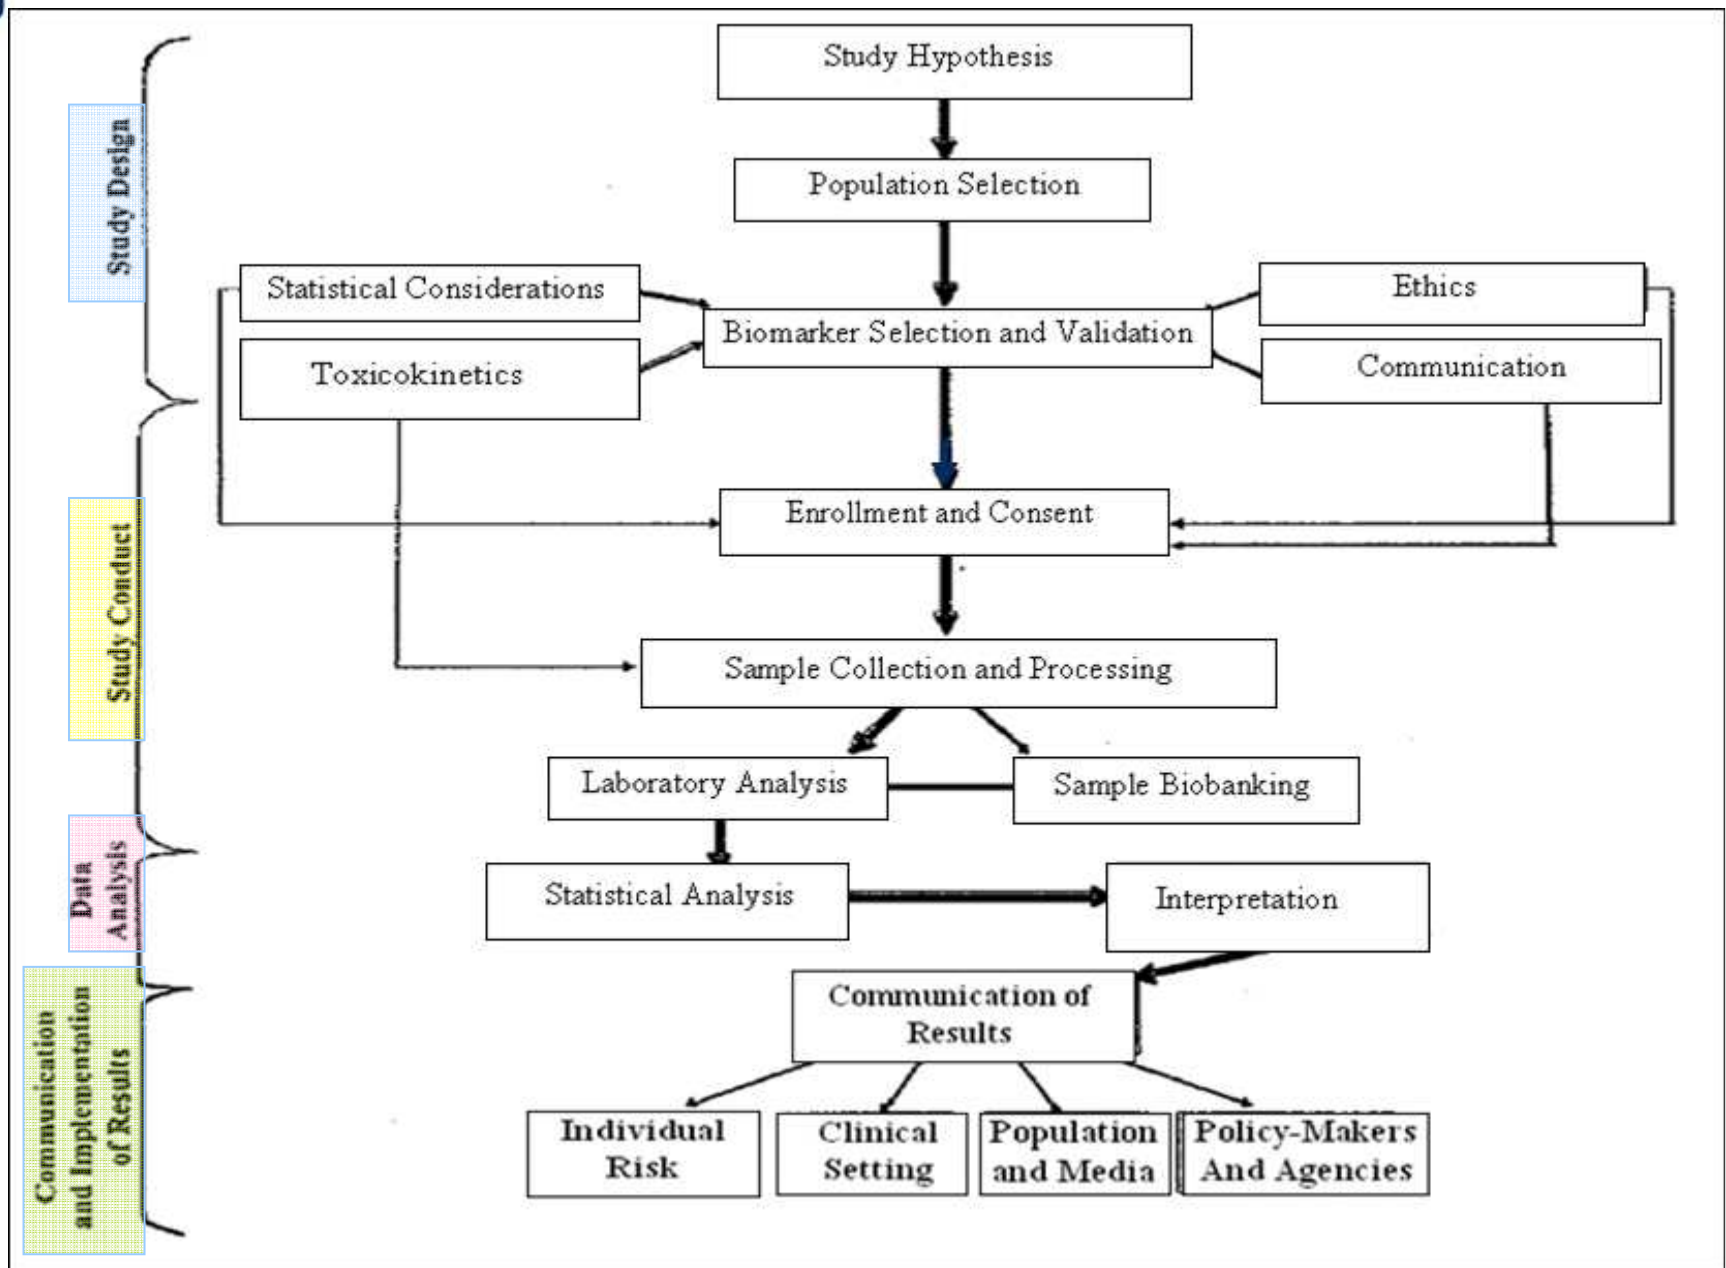 Study Design
Study Hypothesis
Population Selection
Statistical Considerations
Ethics
Biomarker Selection and Validation
Toxicokinetics
Communication
Study Conduct
Enrollment and Consent
Sample Collection and Processing
Laboratory Analysis
Sample Biobanking
Data
Analysis
Statistical Analysis
Interpretation
Communication
and Implementation
of Results
Communication of
Results
Individual
Risk
Clinical
Setting
Population
and Media
Policy-Makers
And Agencies